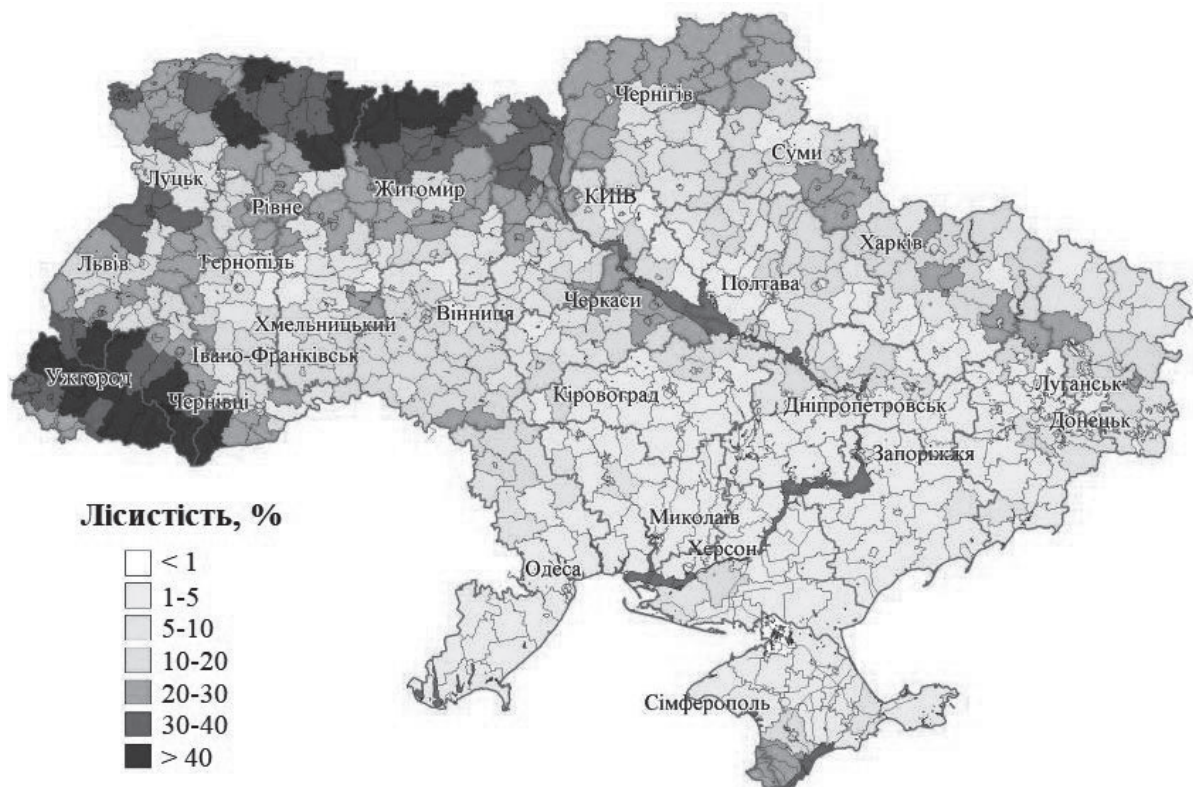 Чернігів
Суми
Луцьк
Рівне
Житомир
КИЇВ
Харків
Львів
Тернопіль
Полтава
Черкаси
Хмельницький
Вінниця
Івано-Франківськ
Ужгород
Чернівці
Кіровоград
Дніпропетровськ
Луганськ
Донецьк
Запоріжжя
Миколаїв
Херсон
Одеса
Сімферополь
Лісистість, %
< 1
1-5
5-10
10-20
20-30
30-40
> 40